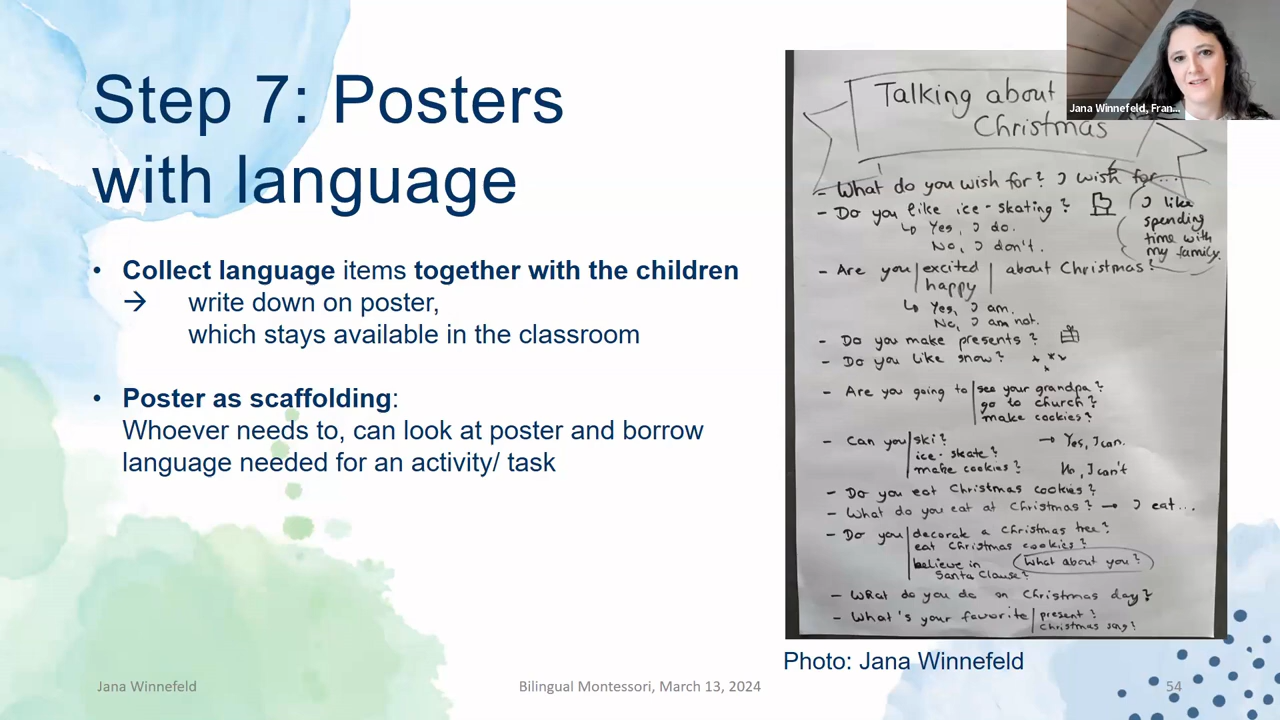 Step 7: Posters
with language
• Collect language items together with the children
→ write down on poster,
which stays available in the classroom
• Poster as scaffolding:
Whoever needs to, can look at poster and borrow
language needed for an activity/ task
Jana Winnefeld, Fran...
Talking about
Christmas
- What do you wish for? I wish for...
- Do you like ice-skating?
↳ Yes, I do.
No, I don't.
I like
spending
time with
my family.
- Are you | excited | about Christmas?
happy
↳ Yes, I am.
No, I am not.
- Do you make presents?
- Do you like snow?
- Are you going to | see your grandpa?
go to church?
make cookies?
- Can you | ski? → Yes, I can.
ice-skate?
make cookies? No, I can't
- Do you eat Christmas cookies?
- What do you eat at Christmas? → I eat...
- Do you | decorate a Christmas tree?
eat Christmas cookies?
believe in
Santa Clause?
What about you?
- What do you do on Christmas day?
- What's your favorite | present?
Christmas song?
Photo: Jana Winnefeld
Jana Winnefeld
Bilingual Montessori, March 13, 2024
54